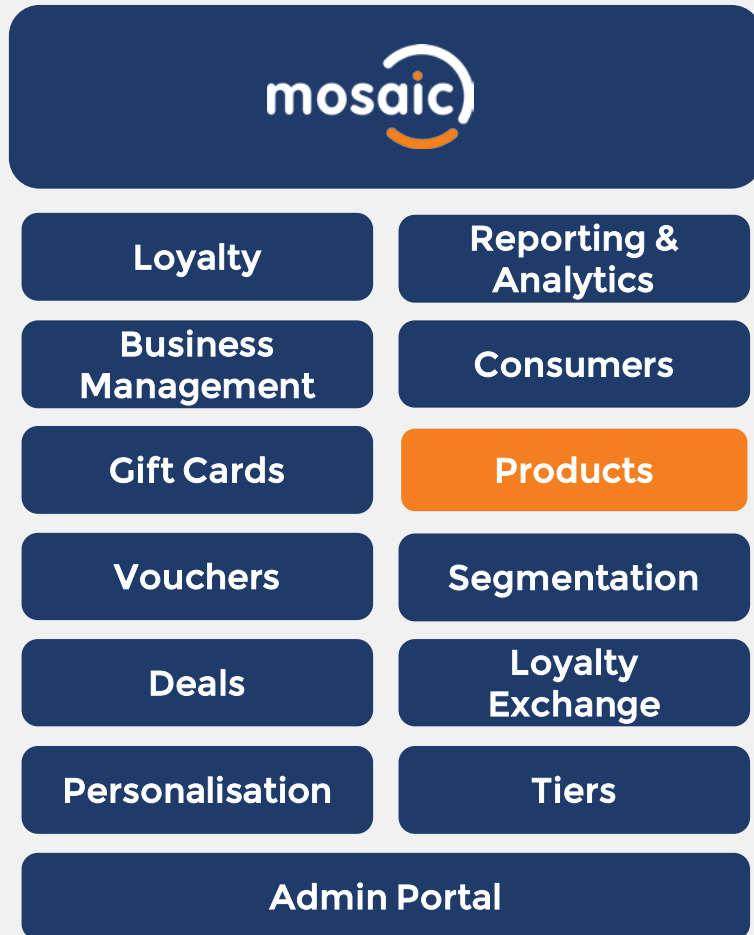 mosaic
Loyalty
Reporting &
Analytics
Business
Management
Consumers
Gift Cards
Products
Vouchers
Segmentation
Deals
Loyalty
Exchange
Personalisation
Tiers
Admin Portal